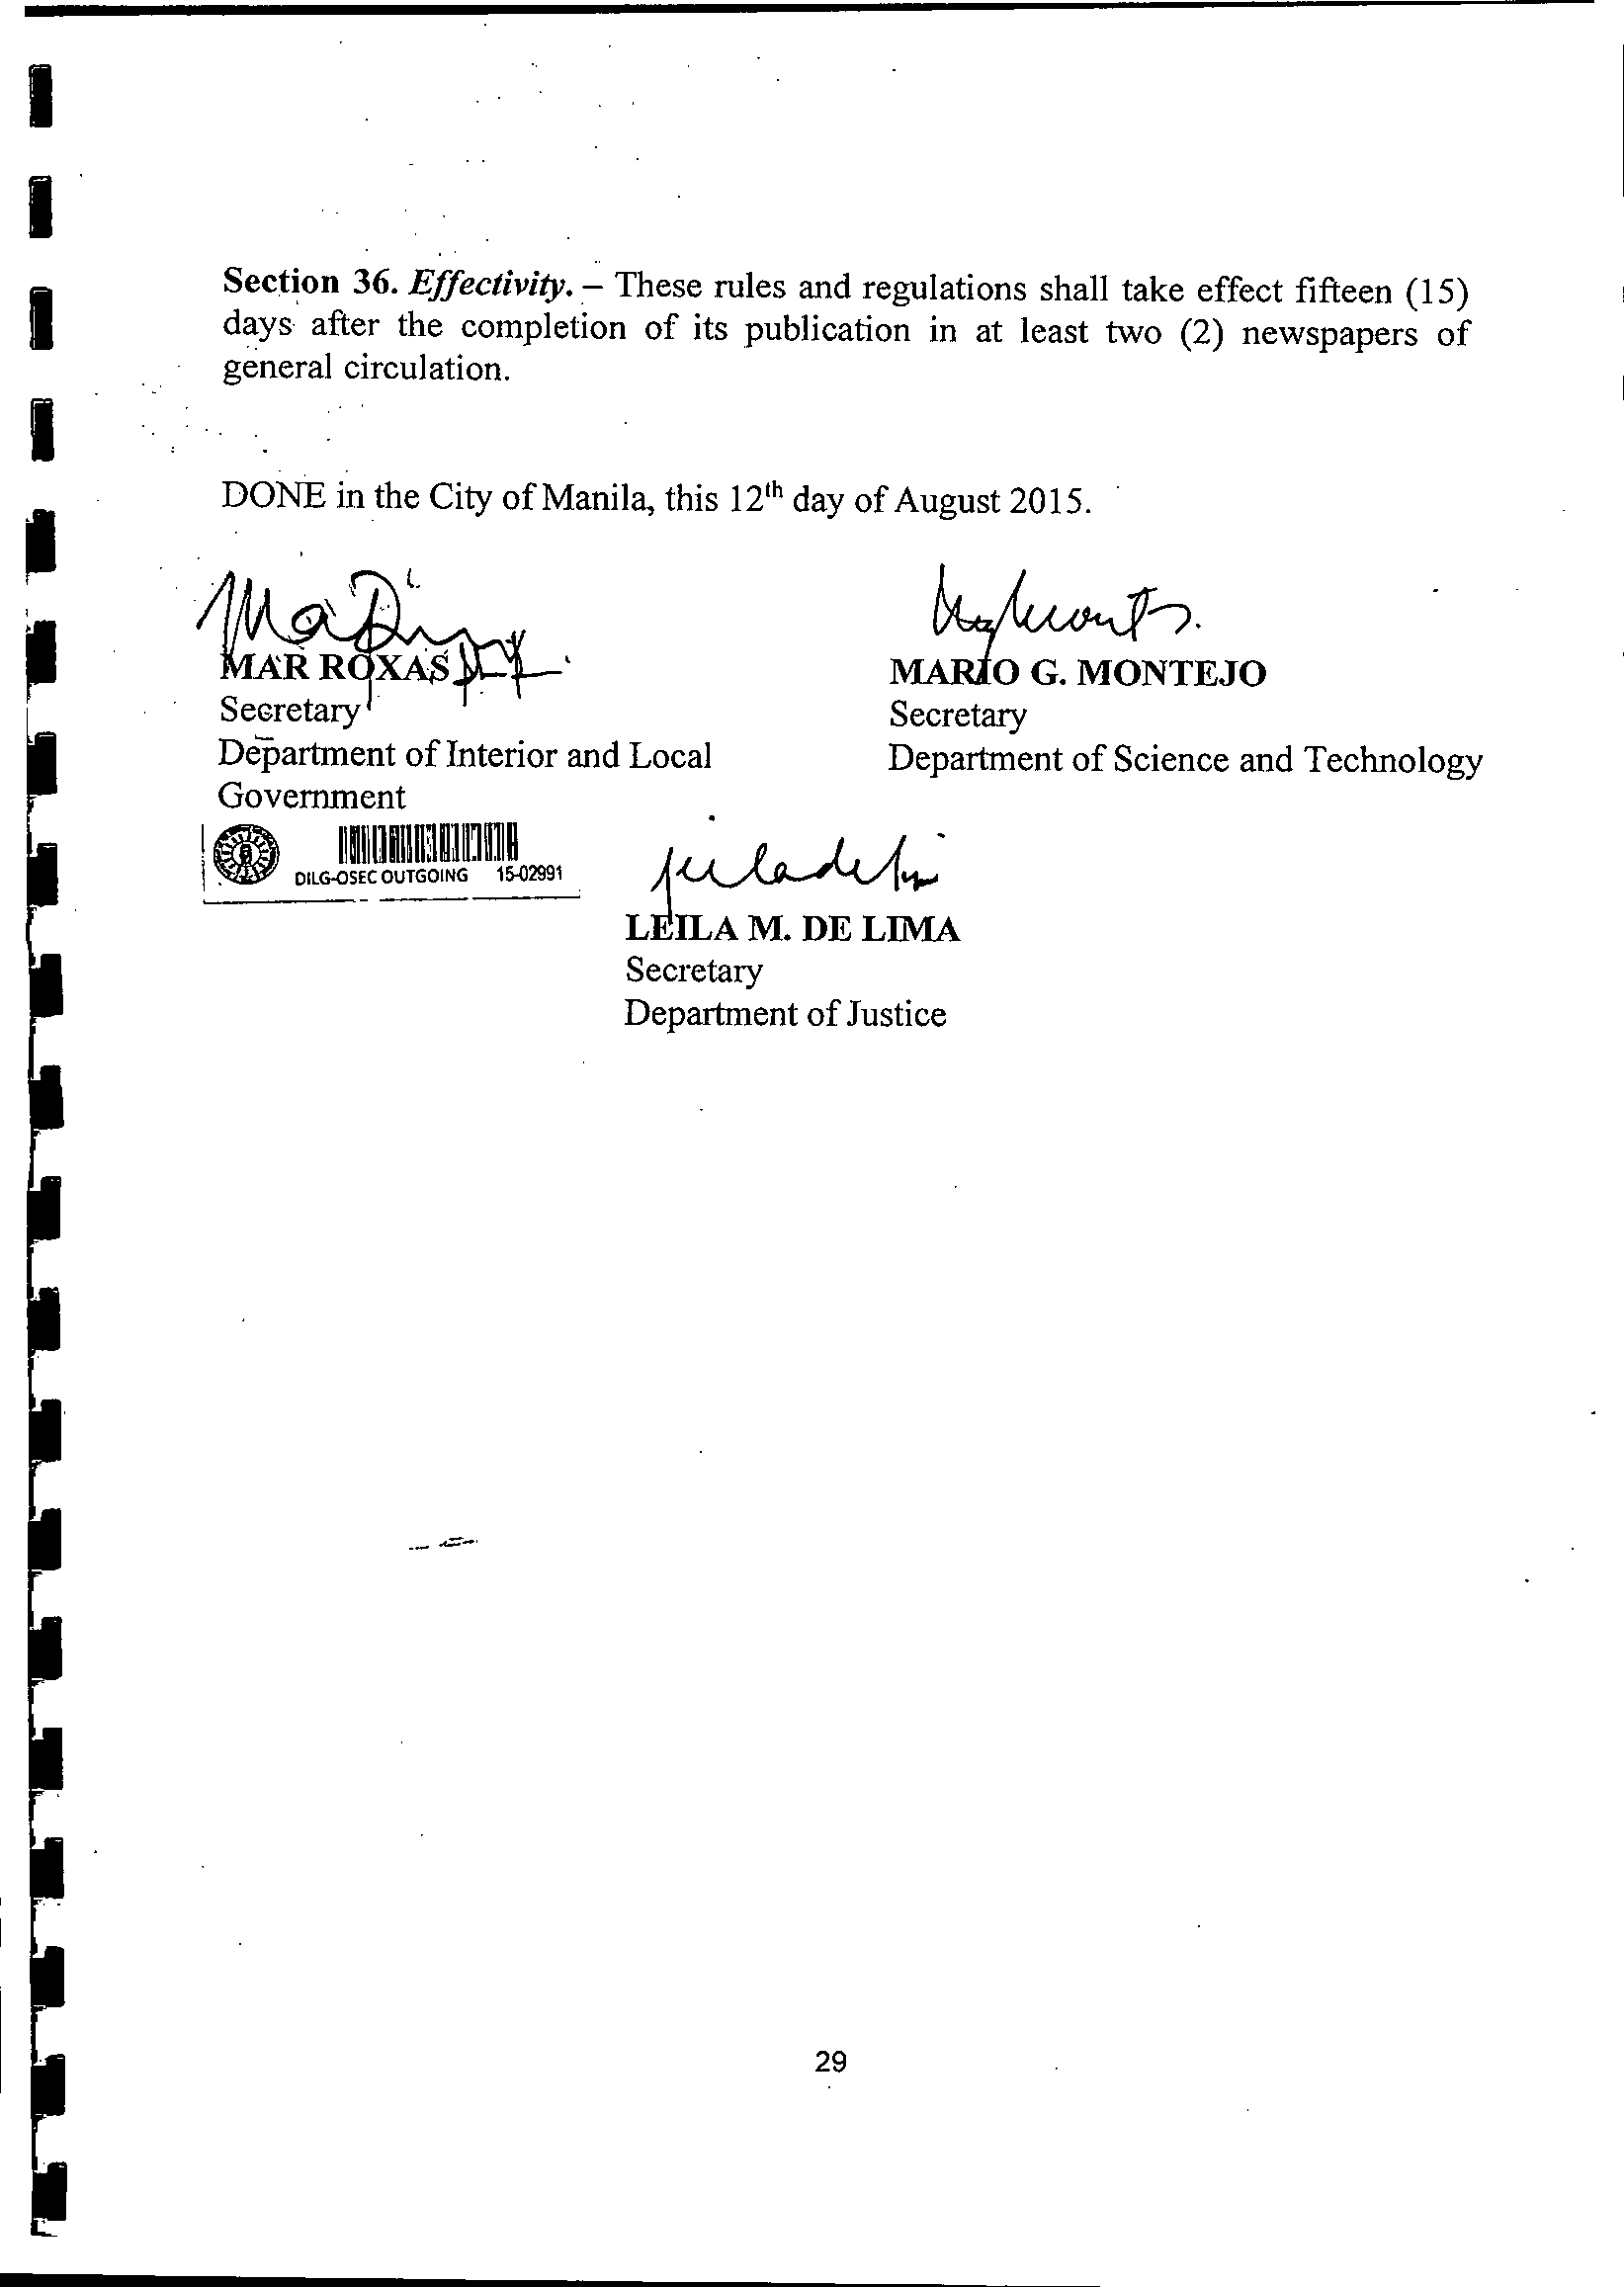 Section 36. Effectivity. – These rules and regulations shall take effect fifteen (15)
days after the completion of its publication in at least two (2) newspapers of
general circulation.
DONE in the City of Manila, this 12th day of August 2015.
MAR ROXAS
Secretary
Department of Interior and Local
Government
MARIO G. MONTEJO
Secretary
Department of Science and Technology
DILG-OSEC OUTGOING 15-02991
LEILA M. DE LIMA
Secretary
Department of Justice
29